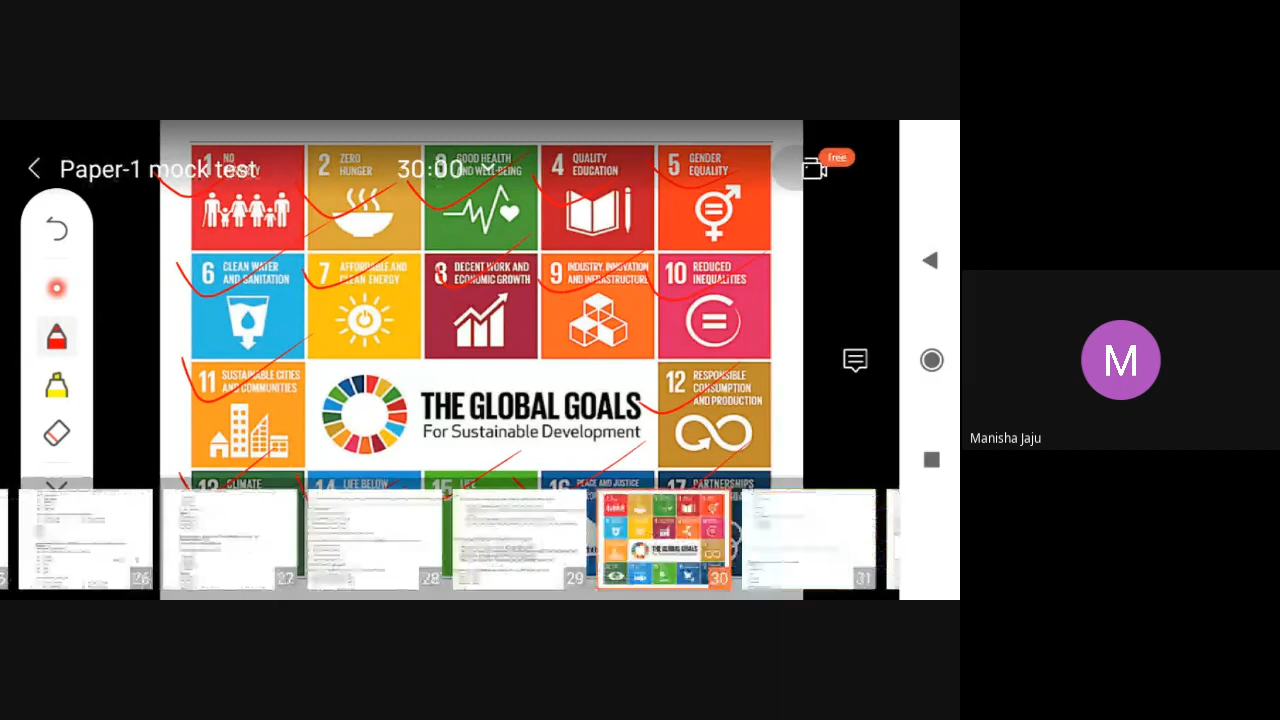 Paper-1 mock test
30:00
free
1 NO
POVERTY
2 ZERO
HUNGER
3 GOOD HEALTH
AND WELL-BEING
4 QUALITY
EDUCATION
5 GENDER
EQUALITY
6 CLEAN WATER
AND SANITATION
7 AFFORDABLE AND
CLEAN ENERGY
8 DECENT WORK AND
ECONOMIC GROWTH
9 INDUSTRY, INNOVATION
AND INFRASTRUCTURE
10 REDUCED
INEQUALITIES
11 SUSTAINABLE CITIES
AND COMMUNITIES
THE GLOBAL GOALS
For Sustainable Development
12 RESPONSIBLE
CONSUMPTION
AND PRODUCTION
13 CLIMATE
14 LIFE BELOW
15 LIFE
16 PEACE AND JUSTICE
17 PARTNERSHIPS
26
27
28
29
30
31
M
Manisha Jaju